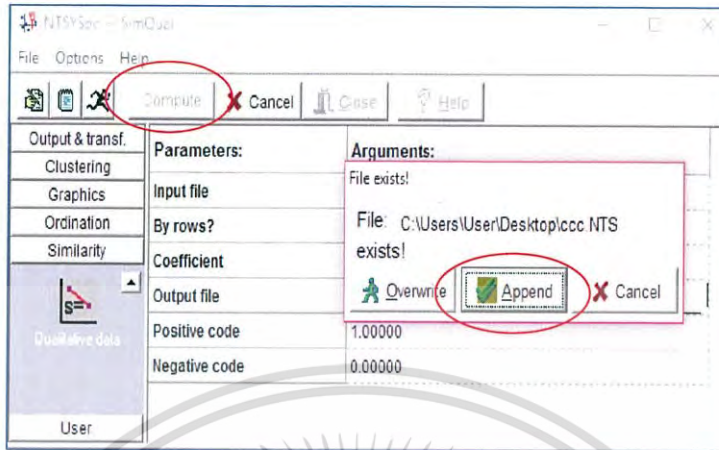 NTSYSpc - SimQual
File Options Help
Compute Cancel Close Help
Output & transf.
Clustering
Graphics
Ordination
Similarity
Qualitative data
User
Parameters: Arguments:
Input file
By rows?
Coefficient
Output file
Positive code 1.00000
Negative code 0.00000
File exists!
File: C:\Users\User\Desktop\ccc.NTS
exists!
Overwrite Append Cancel